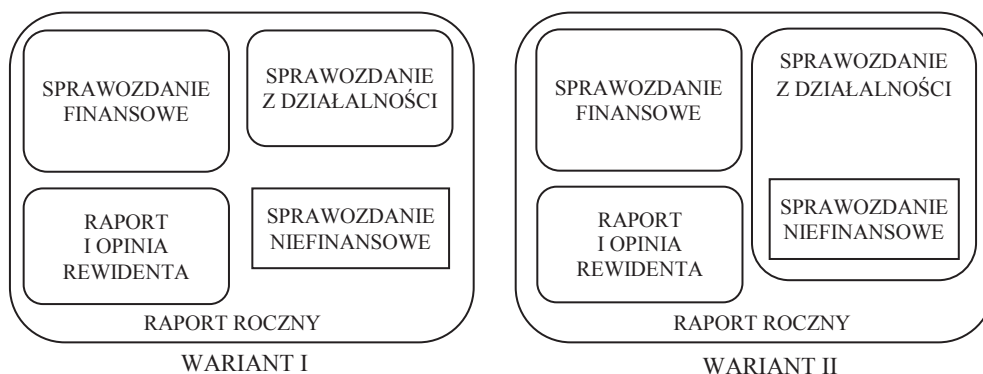 SPRAWOZDANIE
FINANSOWE
SPRAWOZDANIE
Z DZIAŁALNOŚCI
RAPORT
I OPINIA
REWIDENTA
SPRAWOZDANIE
NIEFINANSOWE
RAPORT ROCZNY
WARIANT I
SPRAWOZDANIE
FINANSOWE
SPRAWOZDANIE
Z DZIAŁALNOŚCI
RAPORT
I OPINIA
REWIDENTA
SPRAWOZDANIE
NIEFINANSOWE
RAPORT ROCZNY
WARIANT II